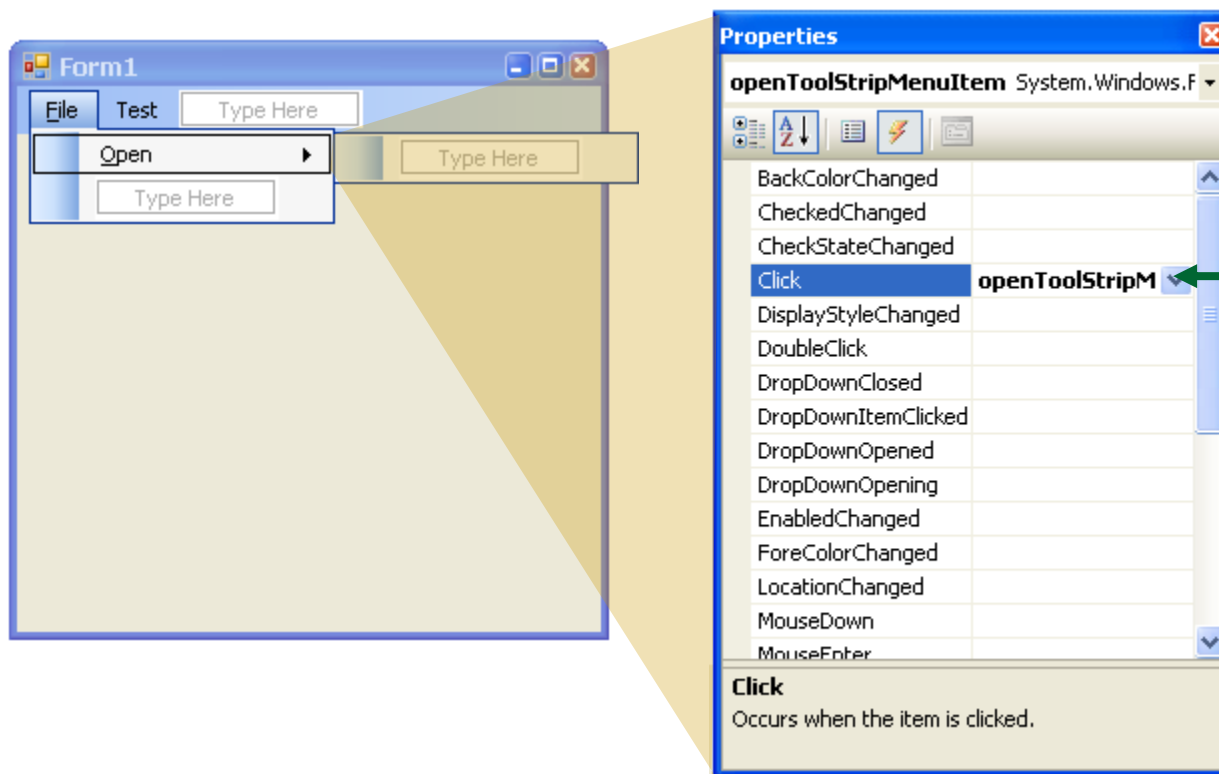 Form1
File Test Type Here
Open Type Here
Type Here
Properties
openToolStripMenuItem System.Windows.F
BackColorChanged
CheckedChanged
CheckStateChanged
Click openToolStripM
DisplayStyleChanged
DoubleClick
DropDownClosed
DropDownItemClicked
DropDownOpened
DropDownOpening
EnabledChanged
ForeColorChanged
LocationChanged
MouseDown
MouseEnter
Click
Occurs when the item is clicked.